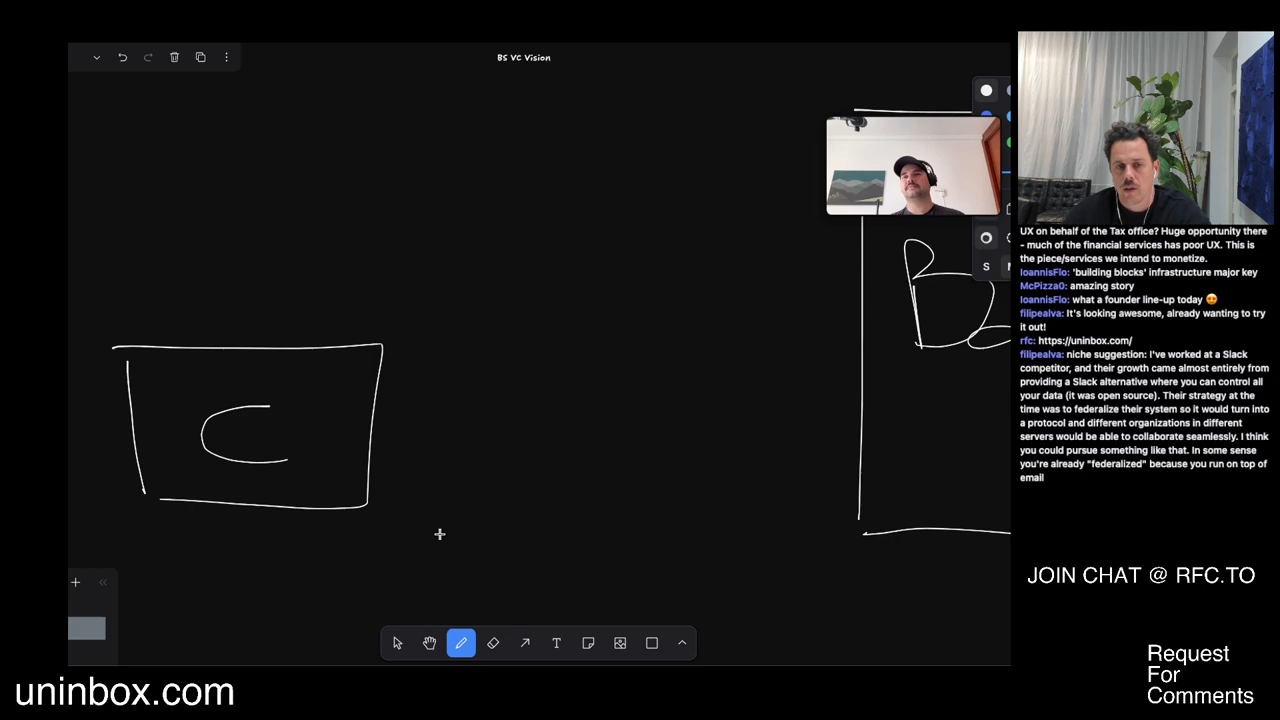 BS VC Vision
C
S
UX on behalf of the Tax office? Huge opportunity there
- much of the financial services has poor UX. This is
the piece/services we intend to monetize.
IoannisFlo: 'building blocks' infrastructure major key
McPizza0: amazing story
IoannisFlo: what a founder line-up today 😍
filipealva: It's looking awesome, already wanting to try
it out!
rfc: https://uninbox.com/
filipealva: niche suggestion: I've worked at a Slack
competitor, and their growth came almost entirely from
providing a Slack alternative where you can control all
your data (it was open source). Their strategy at the
time was to federalize their system so it would turn into
a protocol and different organizations in different
servers would be able to collaborate seamlessly. I think
you could pursue something like that. In some sense
you're already "federalized" because you run on top of
email
JOIN CHAT @ RFC.TO
Request
For
Comments
uninbox.com